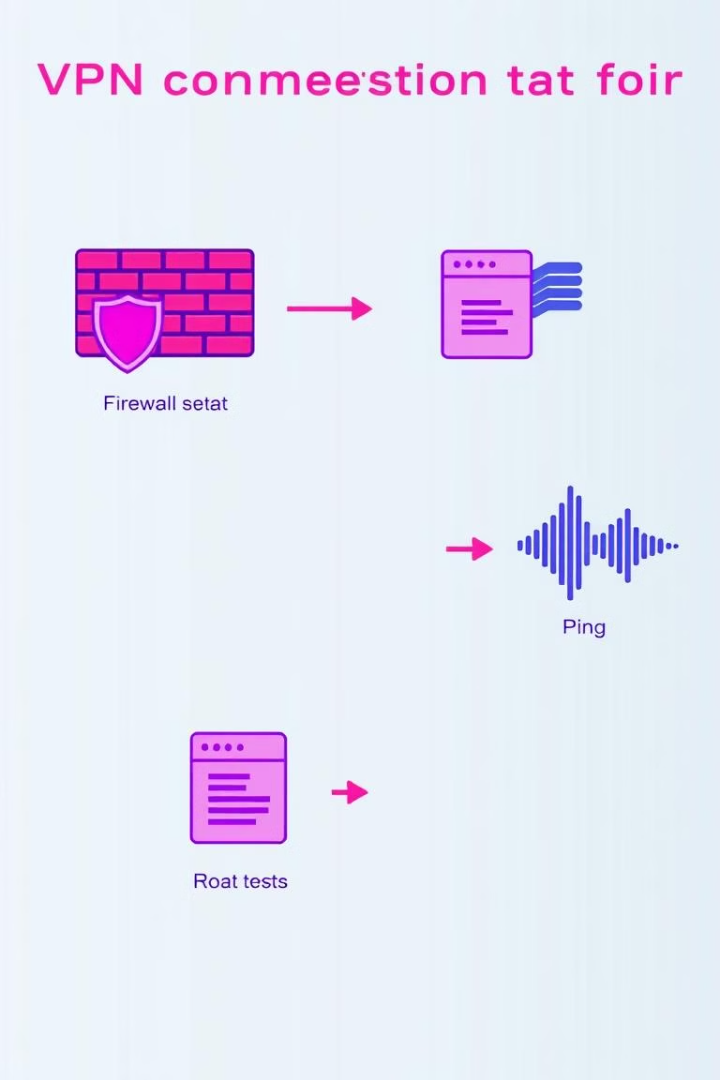 VPN conmeestion tat foir
Firewall setat
Ping
Roat tests